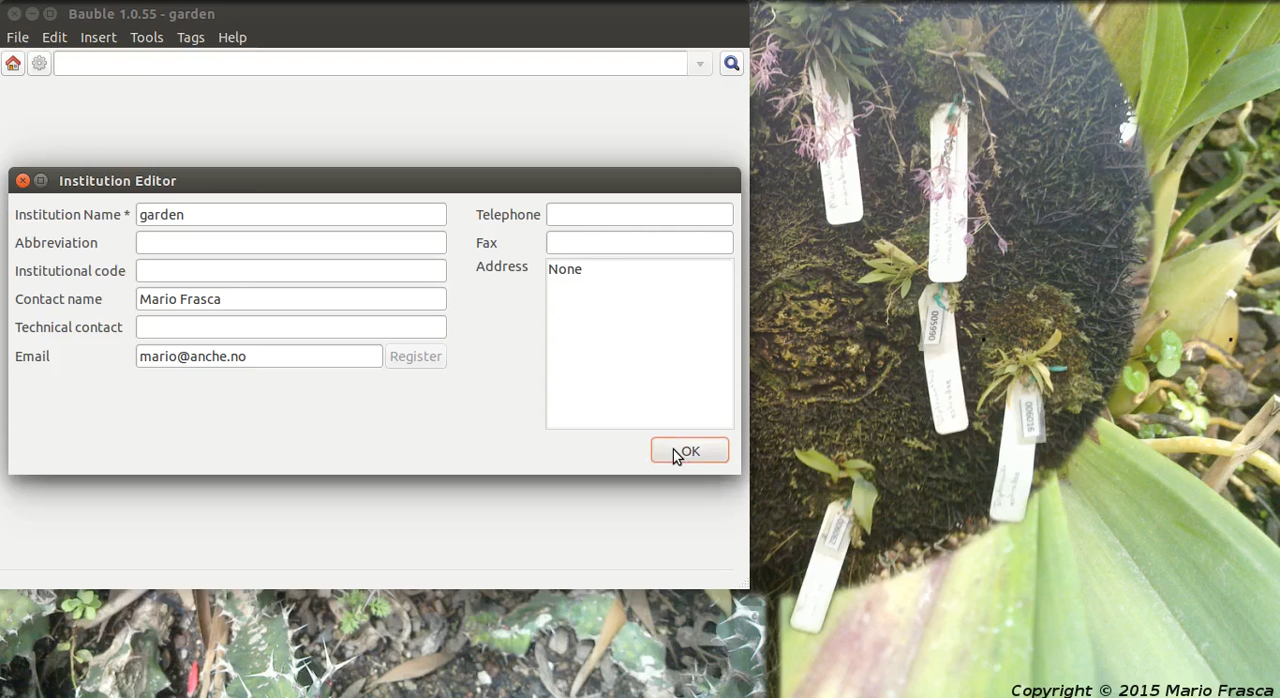 Bauble 1.0.55 - garden
File Edit Insert Tools Tags Help
Institution Editor
Institution Name * garden
Abbreviation
Institutional code
Contact name Mario Frasca
Technical contact
Email mario@anche.no Register
Telephone
Fax
Address None
OK
005990
006019
Copyright © 2015 Mario Frasca